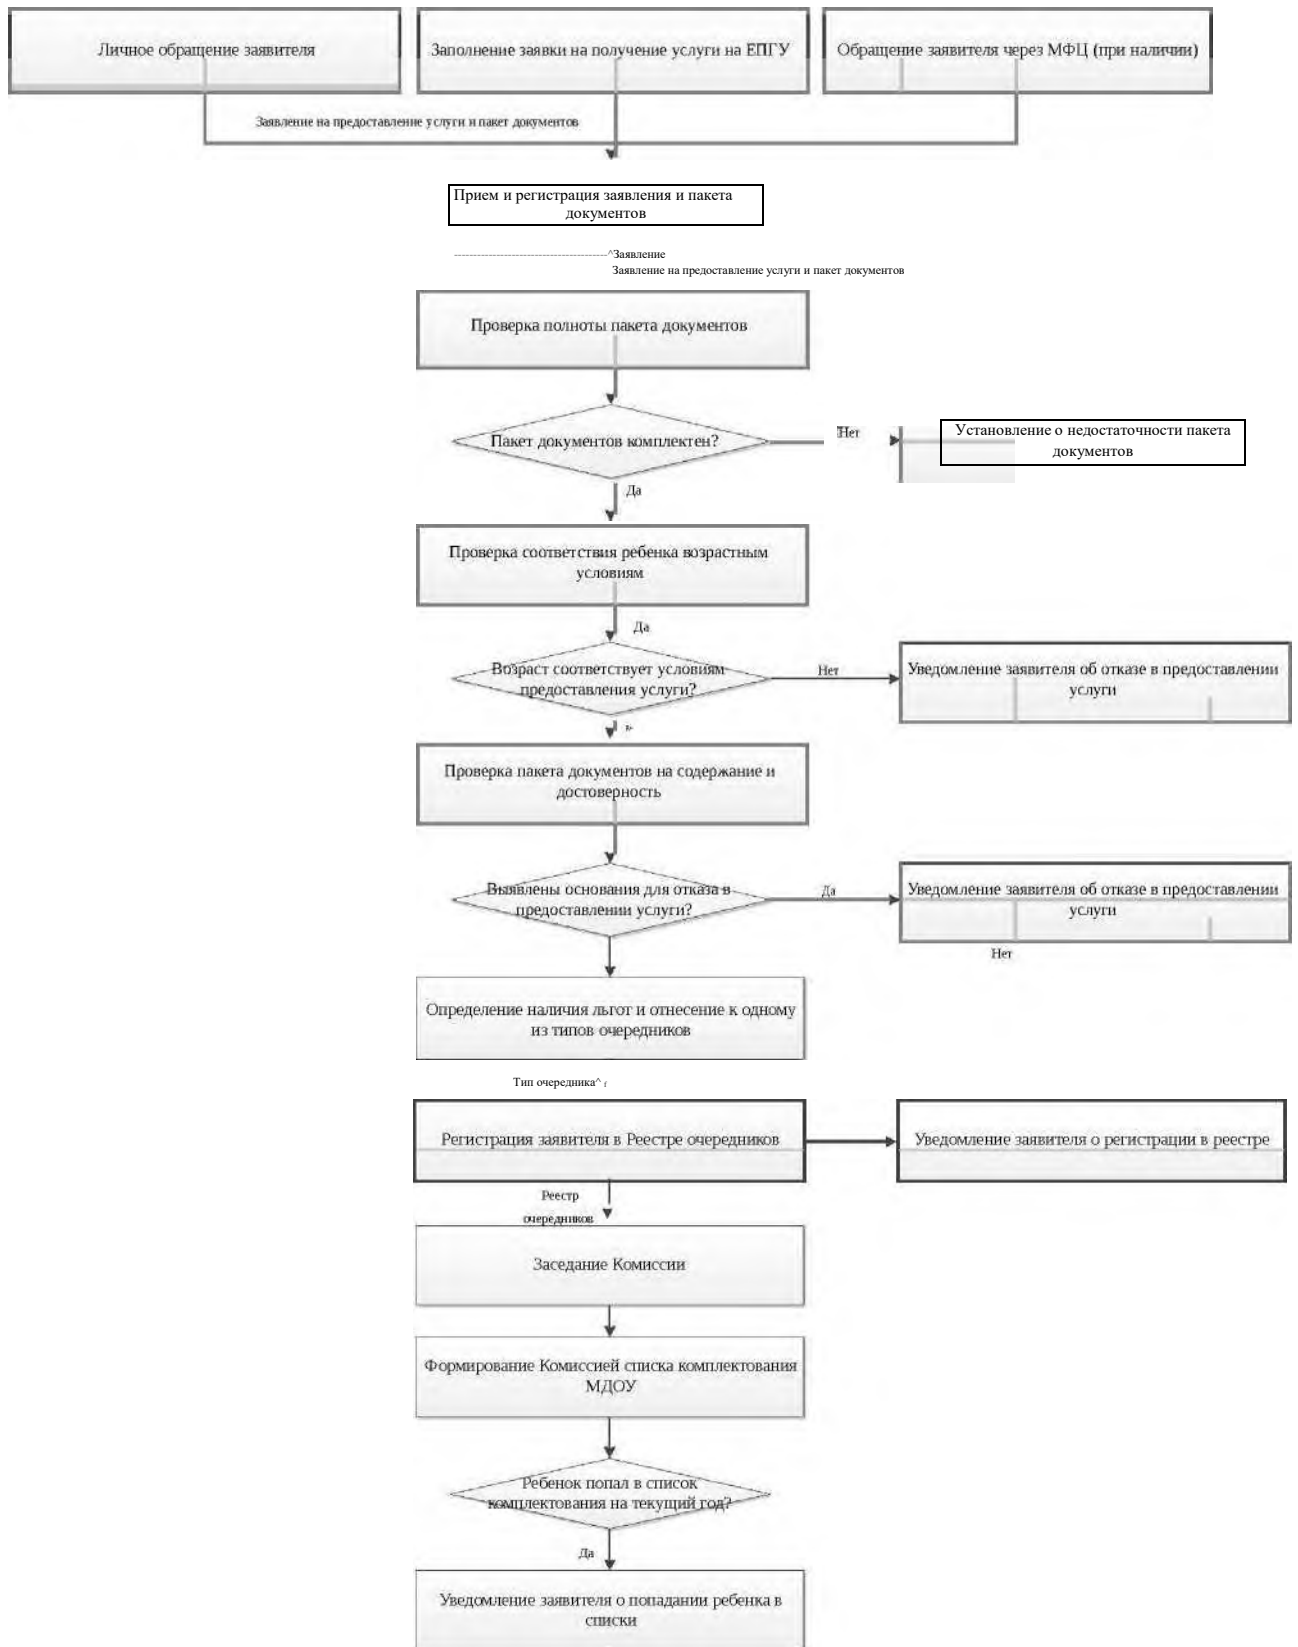 Личное обращение заявителя
Заполнение заявки на получение услуги на ЕПГУ
Обращение заявителя через МФЦ (при наличии)
Заявление на предоставление услуги и пакет документов
Прием и регистрация заявления и пакета
документов
----------------------------------------^Заявление
Заявление на предоставление услуги и пакет документов
Проверка полноты пакета документов
Пакет документов комплектен?
Нет
Установление о недостаточности пакета
документов
Да
Проверка соответствия ребенка возрастным
условиям
Да
Возраст соответствует условиям
предоставления услуги?
Нет
Уведомление заявителя об отказе в предоставлении
услуги
Проверка пакета документов на содержание и
достоверность
Выявлены основания для отказа в
предоставлении услуги?
Да
Уведомление заявителя об отказе в предоставлении
услуги
Нет
Определение наличия льгот и отнесение к одному
из типов очередников
Тип очередника^ f
Регистрация заявителя в Реестре очередников
Уведомление заявителя о регистрации в реестре
Реестр
очередников
Заседание Комиссии
Формирование Комиссией списка комплектования
МДОУ
Ребенок попал в список
комплектования на текущий год?
Да
Уведомление заявителя о попадании ребенка в
списки